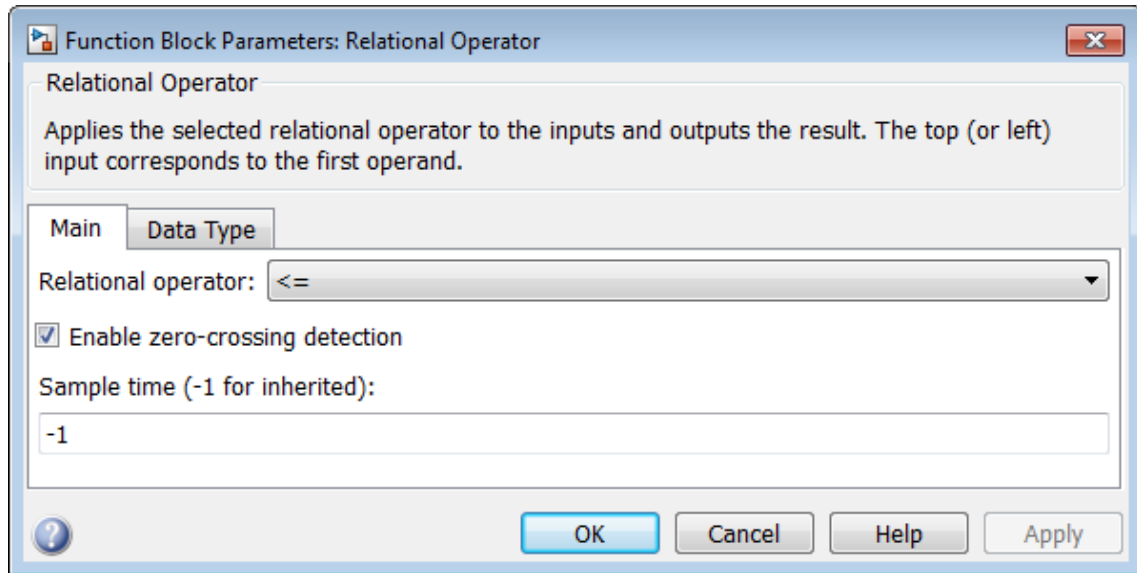 Function Block Parameters: Relational Operator
Relational Operator
Applies the selected relational operator to the inputs and outputs the result. The top (or left)
input corresponds to the first operand.
Main Data Type
Relational operator: <=
Enable zero-crossing detection
Sample time (-1 for inherited):
-1
? OK Cancel Help Apply